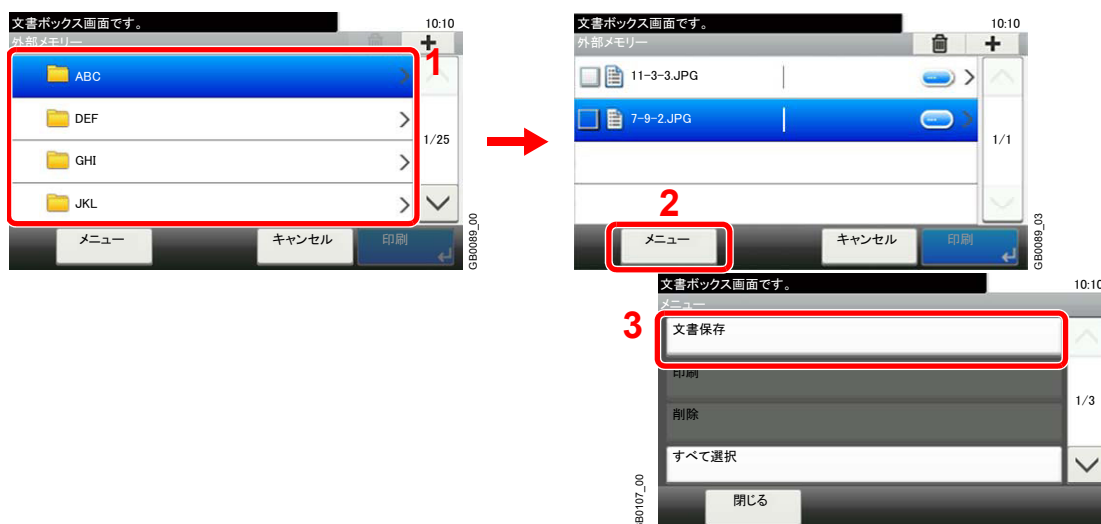 文書ボックス画面です。
10:10
外部メモリー
1
ABC
DEF
1/25
GHI
JKL
メニュー
キャンセル
印刷
GB0089_00
文書ボックス画面です。
10:10
外部メモリー
11-3-3.JPG
7-9-2.JPG
1/1
2
メニュー
キャンセル
印刷
GB0089_03
文書ボックス画面です。
10:10
メニュー
3
文書保存
印刷
1/3
削除
すべて選択
閉じる